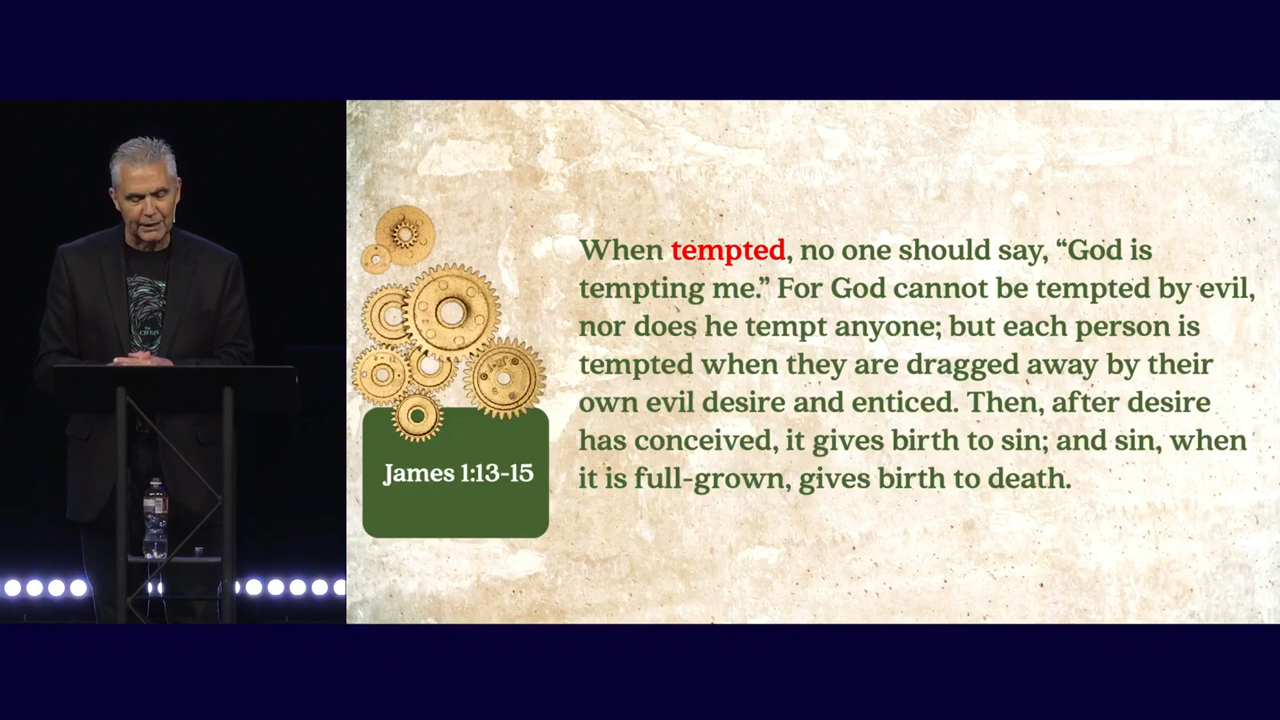 When tempted, no one should say, “God is
tempting me.” For God cannot be tempted by evil,
nor does he tempt anyone; but each person is
tempted when they are dragged away by their
own evil desire and enticed. Then, after desire
has conceived, it gives birth to sin; and sin, when
it is full-grown, gives birth to death.
James 1:13-15